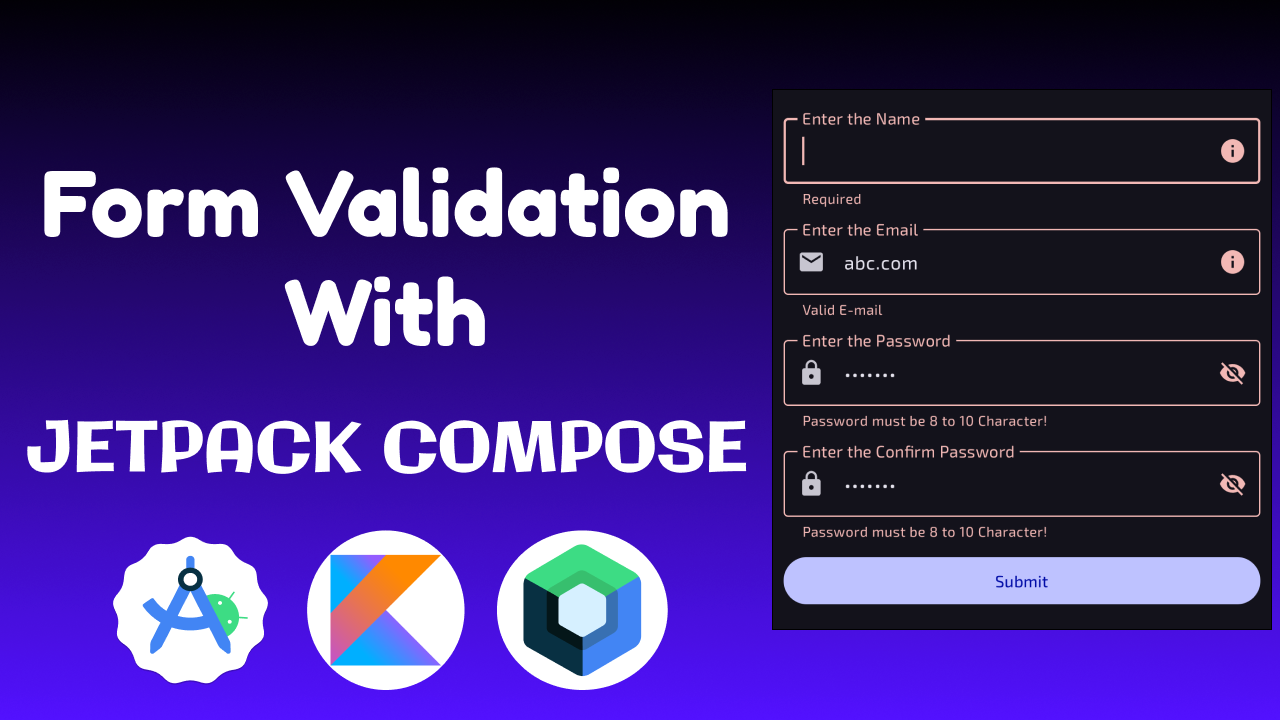 Form Validation
With
JETPACK COMPOSE
Enter the Name
Required
Enter the Email
abc.com
Valid E-mail
Enter the Password
•••••••
Password must be 8 to 10 Character!
Enter the Confirm Password
•••••••
Password must be 8 to 10 Character!
Submit